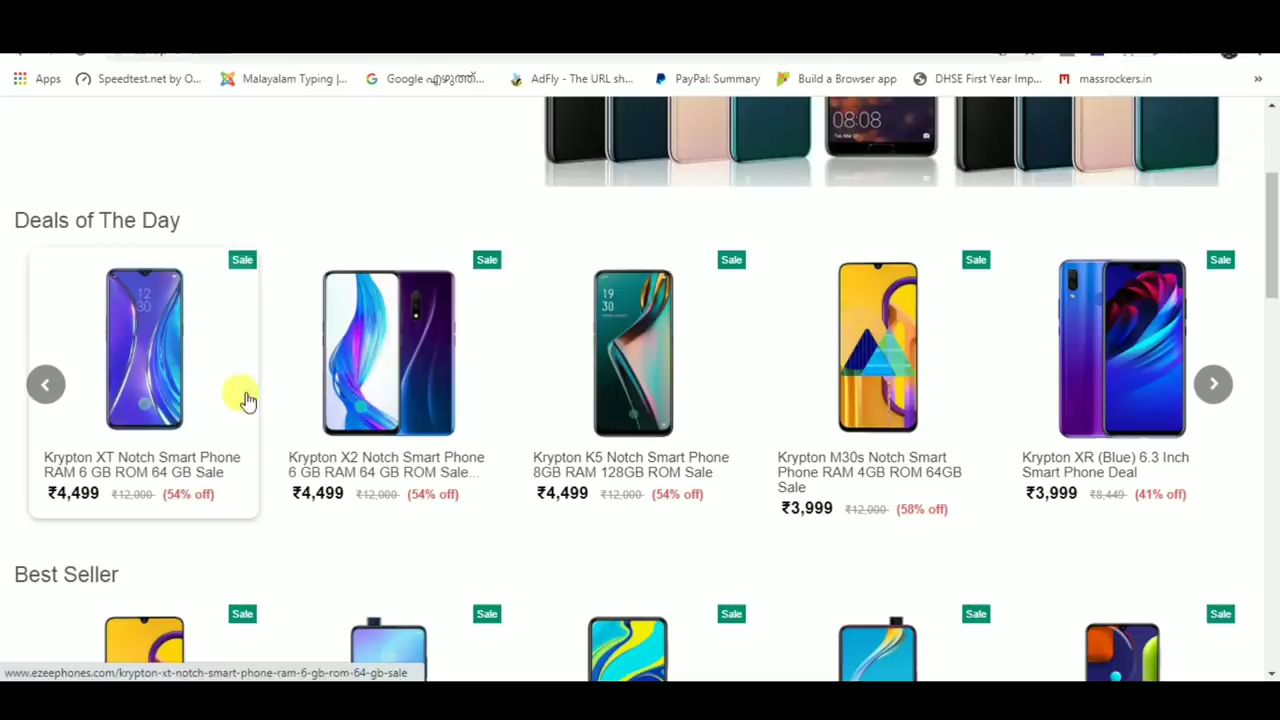 Apps
Speedtest.net by O...
Malayalam Typing |...
Google എഴുത്ത്...
AdFly - The URL sh...
PayPal: Summary
Build a Browser app
DHSE First Year Imp...
massrockers.in
»
08:08
Deals of The Day
Sale
Sale
Sale
Sale
Sale
12
30
19
30
Krypton XT Notch Smart Phone
RAM 6 GB ROM 64 GB Sale
₹4,499 ₹12,000 (54% off)
Krypton X2 Notch Smart Phone
6 GB RAM 64 GB ROM Sale...
₹4,499 ₹12,000 (54% off)
Krypton K5 Notch Smart Phone
8GB RAM 128GB ROM Sale
₹4,499 ₹12,000 (54% off)
Krypton M30s Notch Smart
Phone RAM 4GB ROM 64GB
Sale
₹3,999 ₹12,000 (58% off)
Krypton XR (Blue) 6.3 Inch
Smart Phone Deal
₹3,999 ₹8,449 (41% off)
Best Seller
Sale
Sale
Sale
Sale
Sale
www.ezeephones.com/krypton-xt-notch-smart-phone-ram-6-gb-rom-64-gb-sale